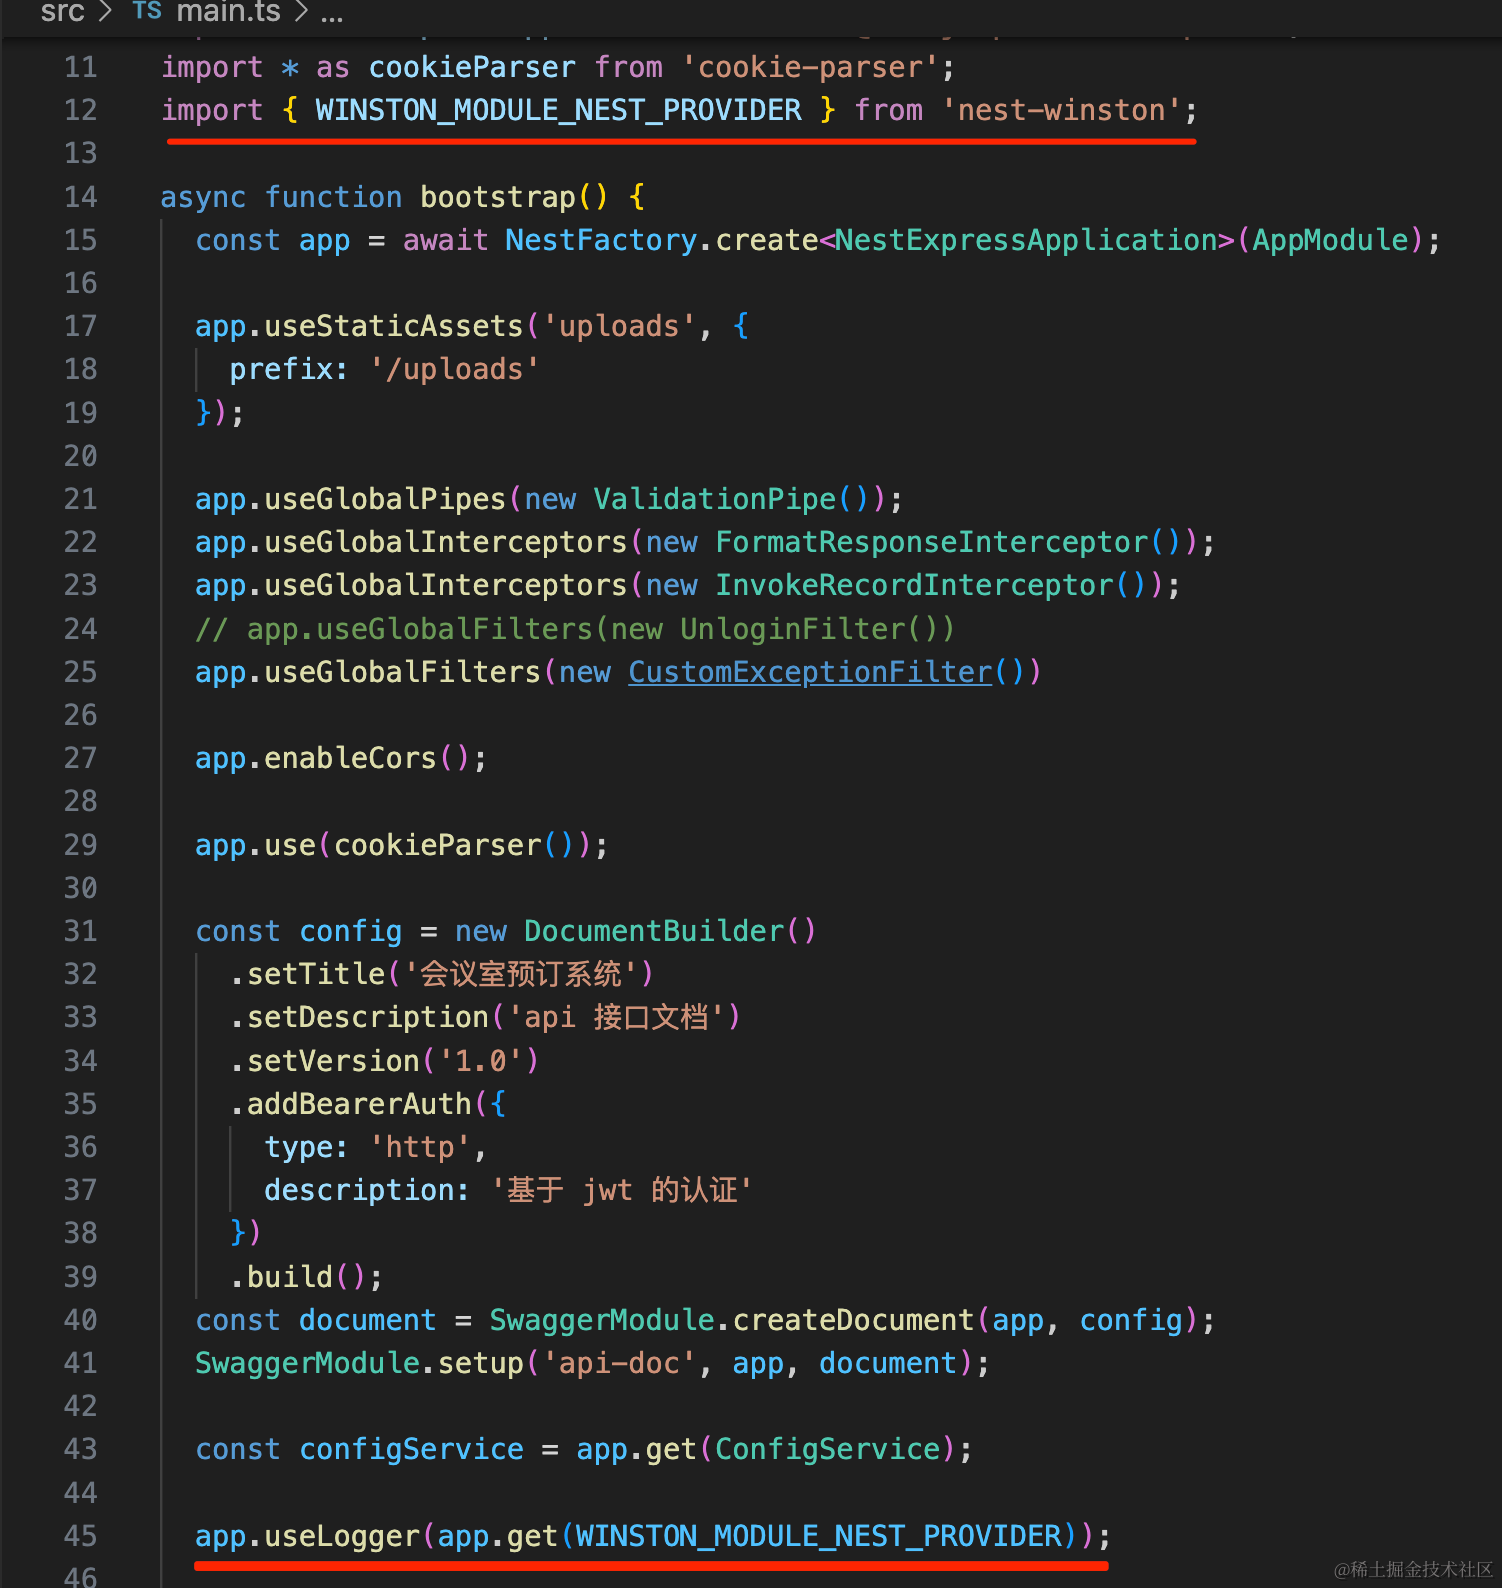 src > TS main.ts > ...
11 import * as cookieParser from 'cookie-parser';
12 import { WINSTON_MODULE_NEST_PROVIDER } from 'nest-winston';
13
14 async function bootstrap() {
15 const app = await NestFactory.create<NestExpressApplication>(AppModule);
16
17 app.useStaticAssets('uploads', {
18 prefix: '/uploads'
19 });
20
21 app.useGlobalPipes(new ValidationPipe());
22 app.useGlobalInterceptors(new FormatResponseInterceptor());
23 app.useGlobalInterceptors(new InvokeRecordInterceptor());
24 // app.useGlobalFilters(new UnloginFilter())
25 app.useGlobalFilters(new CustomExceptionFilter())
26
27 app.enableCors();
28
29 app.use(cookieParser());
30
31 const config = new DocumentBuilder()
32 .setTitle('会议室预订系统')
33 .setDescription('api 接口文档')
34 .setVersion('1.0')
35 .addBearerAuth({
36 type: 'http',
37 description: '基于 jwt 的认证'
38 })
39 .build();
40 const document = SwaggerModule.createDocument(app, config);
41 SwaggerModule.setup('api-doc', app, document);
42
43 const configService = app.get(ConfigService);
44
45 app.useLogger(app.get(WINSTON_MODULE_NEST_PROVIDER));
46
@稀土掘金技术社区